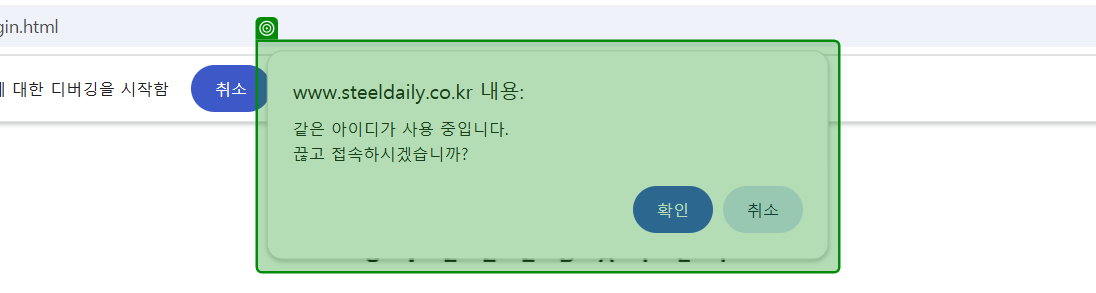 gin.html
에 대한 디버깅을 시작함
취소
www.steeldaily.co.kr 내용:
같은 아이디가 사용 중입니다.
끊고 접속하시겠습니까?
확인
취소